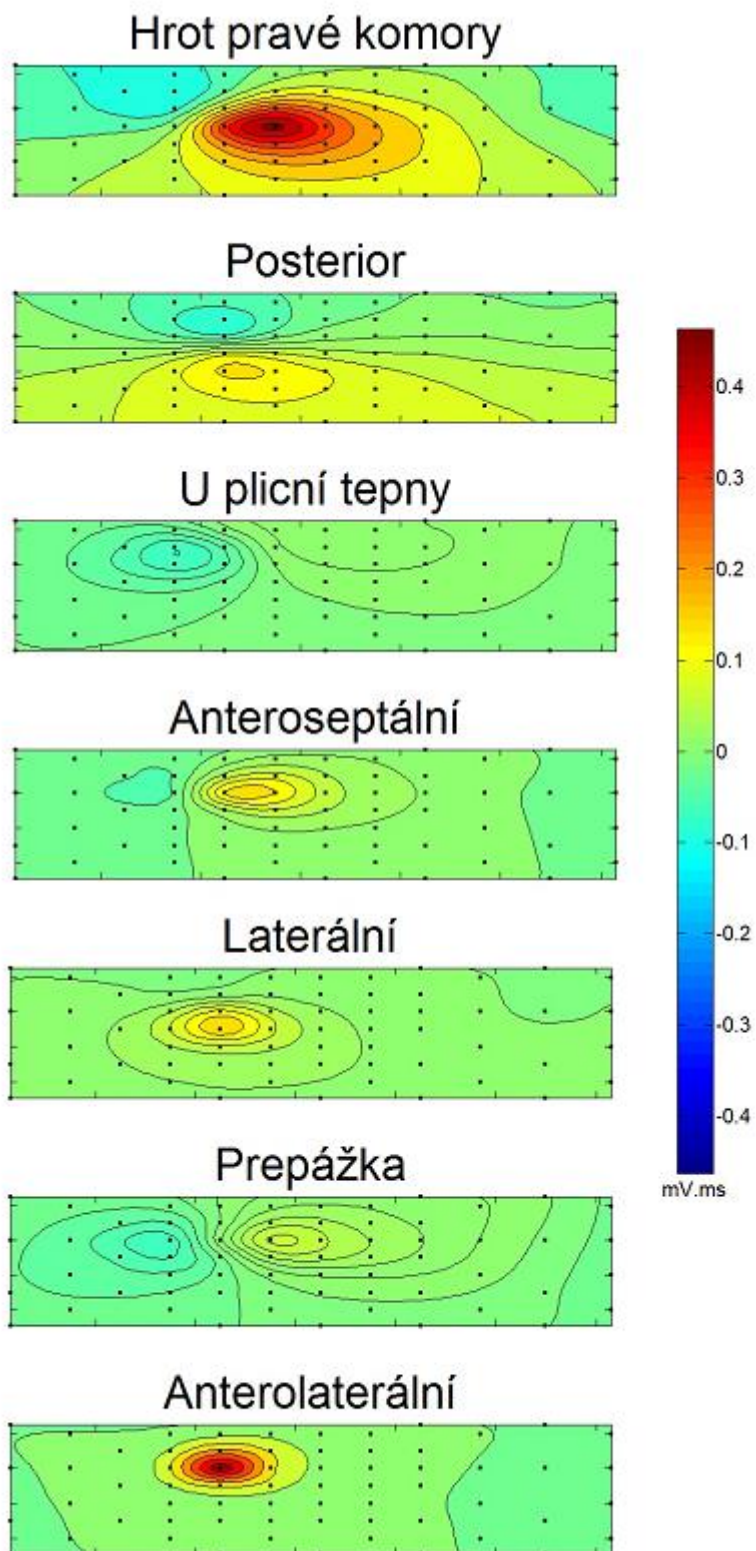 Hrot pravé komory
Posterior
U plicní tepny
Anteroseptální
Laterální
Prepážka
Anterolaterální
0.4
0.3
0.2
0.1
0
-0.1
-0.2
-0.3
-0.4
mV.ms